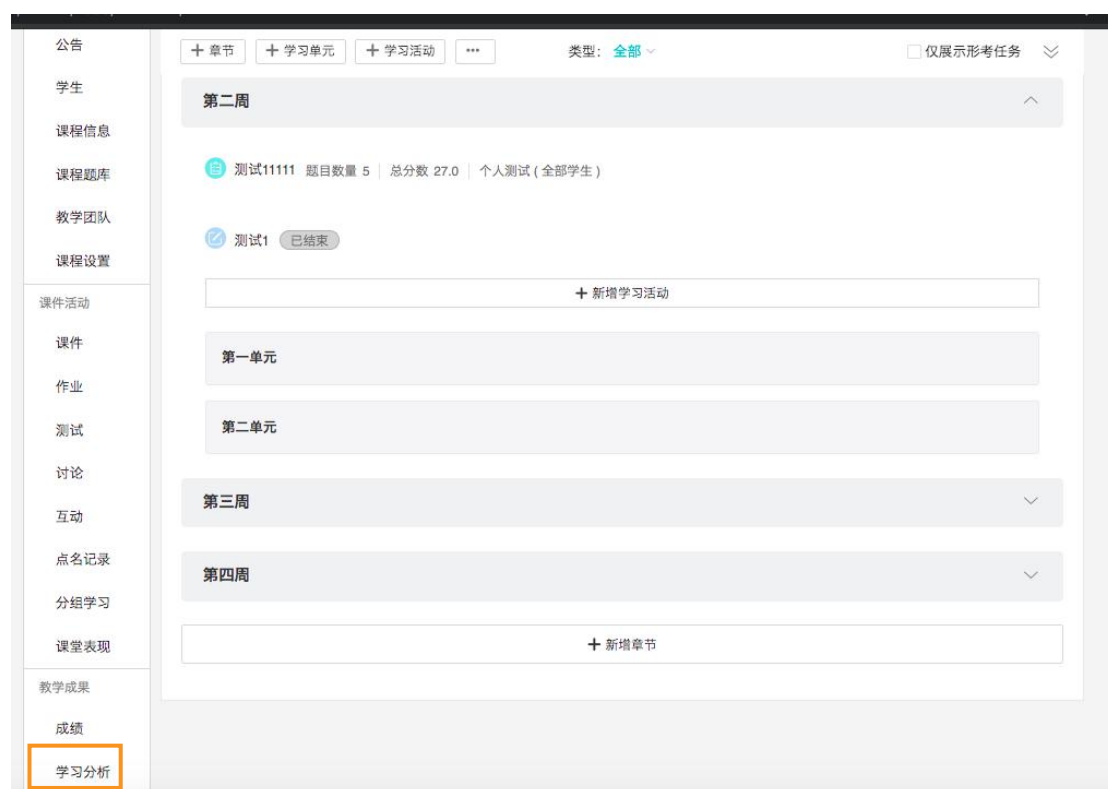 公告
学生
课程信息
课程题库
教学团队
课程设置
课件活动
课件
作业
测试
讨论
互动
点名记录
分组学习
课堂表现
教学成果
成绩
学习分析
+ 章节 + 学习单元 + 学习活动 ··· 类型: 全部 仅展示形考任务
第二周
测试11111 题目数量 5 总分数 27.0 个人测试 ( 全部学生 )
测试1 已结束
+ 新增学习活动
第一单元
第二单元
第三周
第四周
+ 新增章节